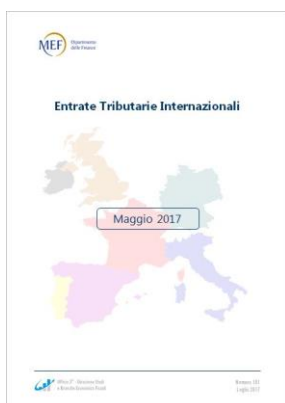 MEF
Dipartimento
delle Finanze
Entrate Tributarie Internazionali
Maggio 2017
Luglio 2017